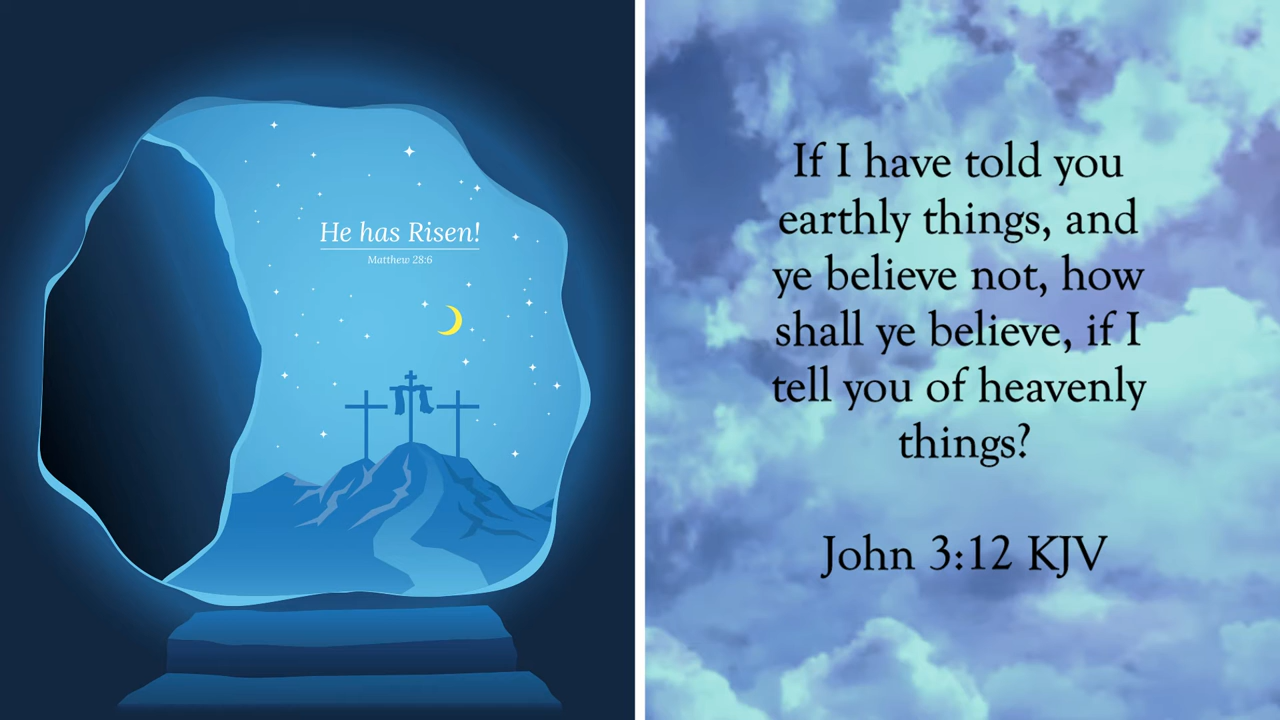 He has Risen!
Matthew 28:6
If I have told you
earthly things, and
ye believe not, how
shall ye believe, if I
tell you of heavenly
things?
John 3:12 KJV